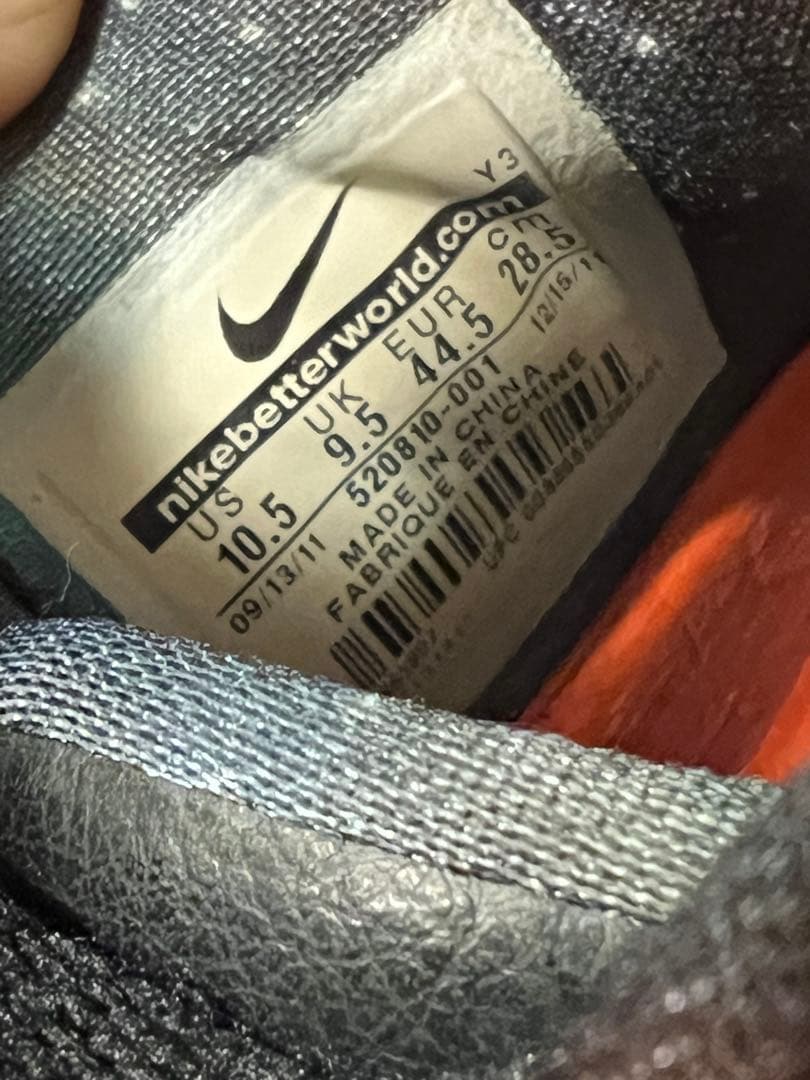 Y3
nikebetterworld.com
US UK EUR cm
10.5 9.5 44.5 28.5
09/13/11 520810-001
MADE IN CHINA
FABRIQUE EN CHINE